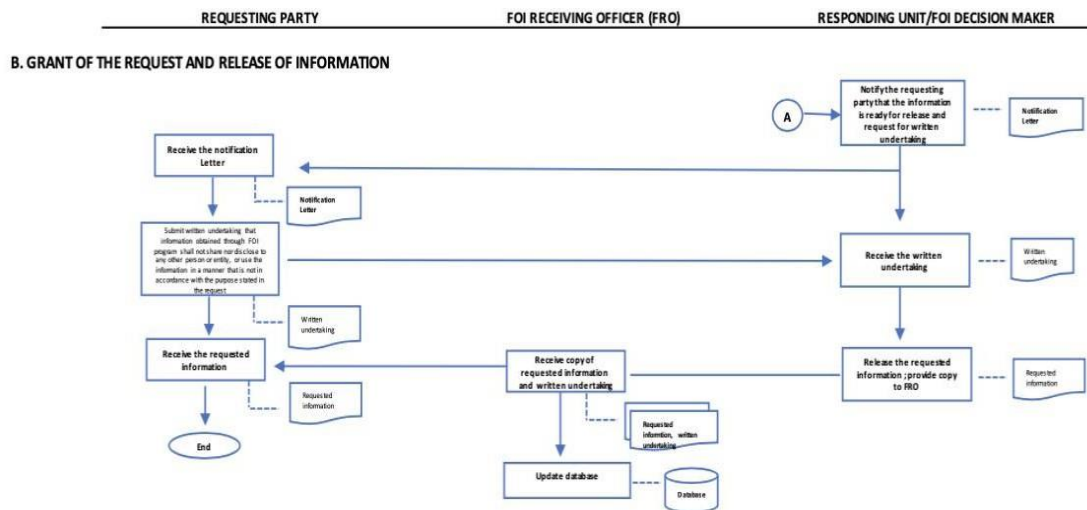 REQUESTING PARTY
FOI RECEIVING OFFICER (FRO)
RESPONDING UNIT/FOI DECISION MAKER
B. GRANT OF THE REQUEST AND RELEASE OF INFORMATION
A
Notify the requesting
party that the information
is ready for release and
request for written
undertaking
Notification
Letter
Receive the notification
Letter
Notification
Letter
Submit written undertaking that
information obtained through FOI
program shall not share nor disclose to
any other person or entity, or use the
information in a manner that is not in
accordance with the purpose stated in
the request
Receive the written
undertaking
Written
undertaking
Written
undertaking
Receive the requested
information
Receive copy of
requested information
and written undertaking
Release the requested
information ; provide copy
to FRO
Requested
information
Requested
information
Requested
informtion, written
undertaking
End
Update database
Database